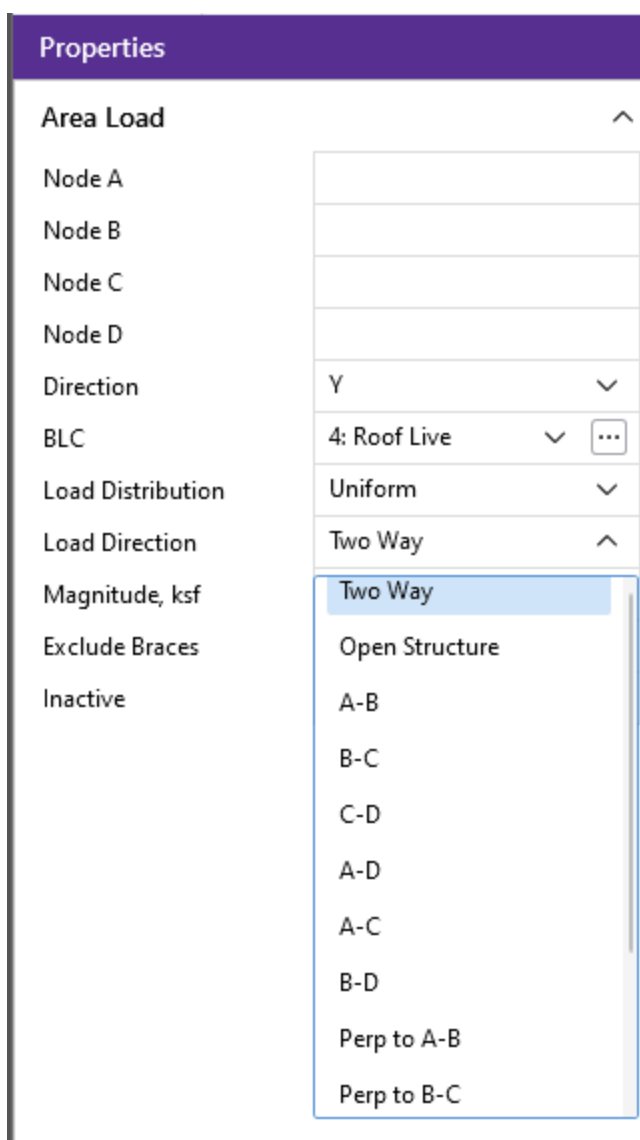 Properties
Area Load
Node A
Node B
Node C
Node D
Direction Y
BLC 4: Roof Live ...
Load Distribution Uniform
Load Direction Two Way
Magnitude, ksf Two Way
Exclude Braces Open Structure
Inactive A-B
B-C
C-D
A-D
A-C
B-D
Perp to A-B
Perp to B-C